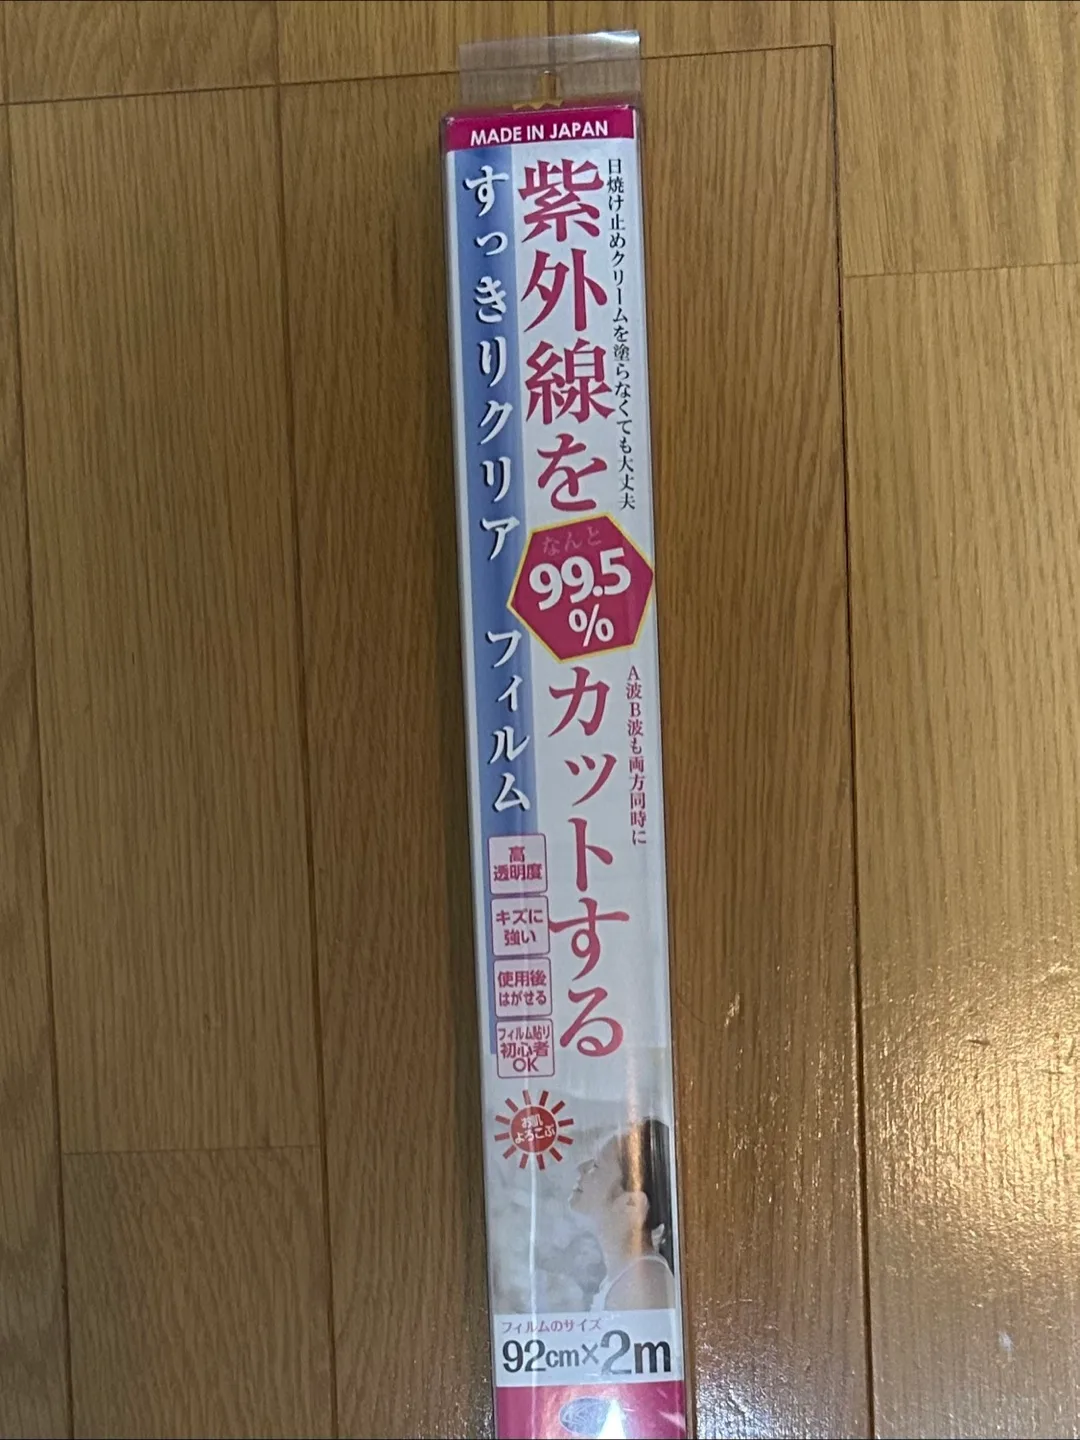 MADE IN JAPAN
日焼け止めクリームを塗らなくても大丈夫
紫外線を
なんと
99.5
%
カットする
A波B波も両方同時に
すっきりクリア フィルム
高
透明度
キズに
強い
使用後
はがせる
フィルム貼り
初心者
OK
お肌
よろこぶ
フィルムのサイズ
92cm×2m